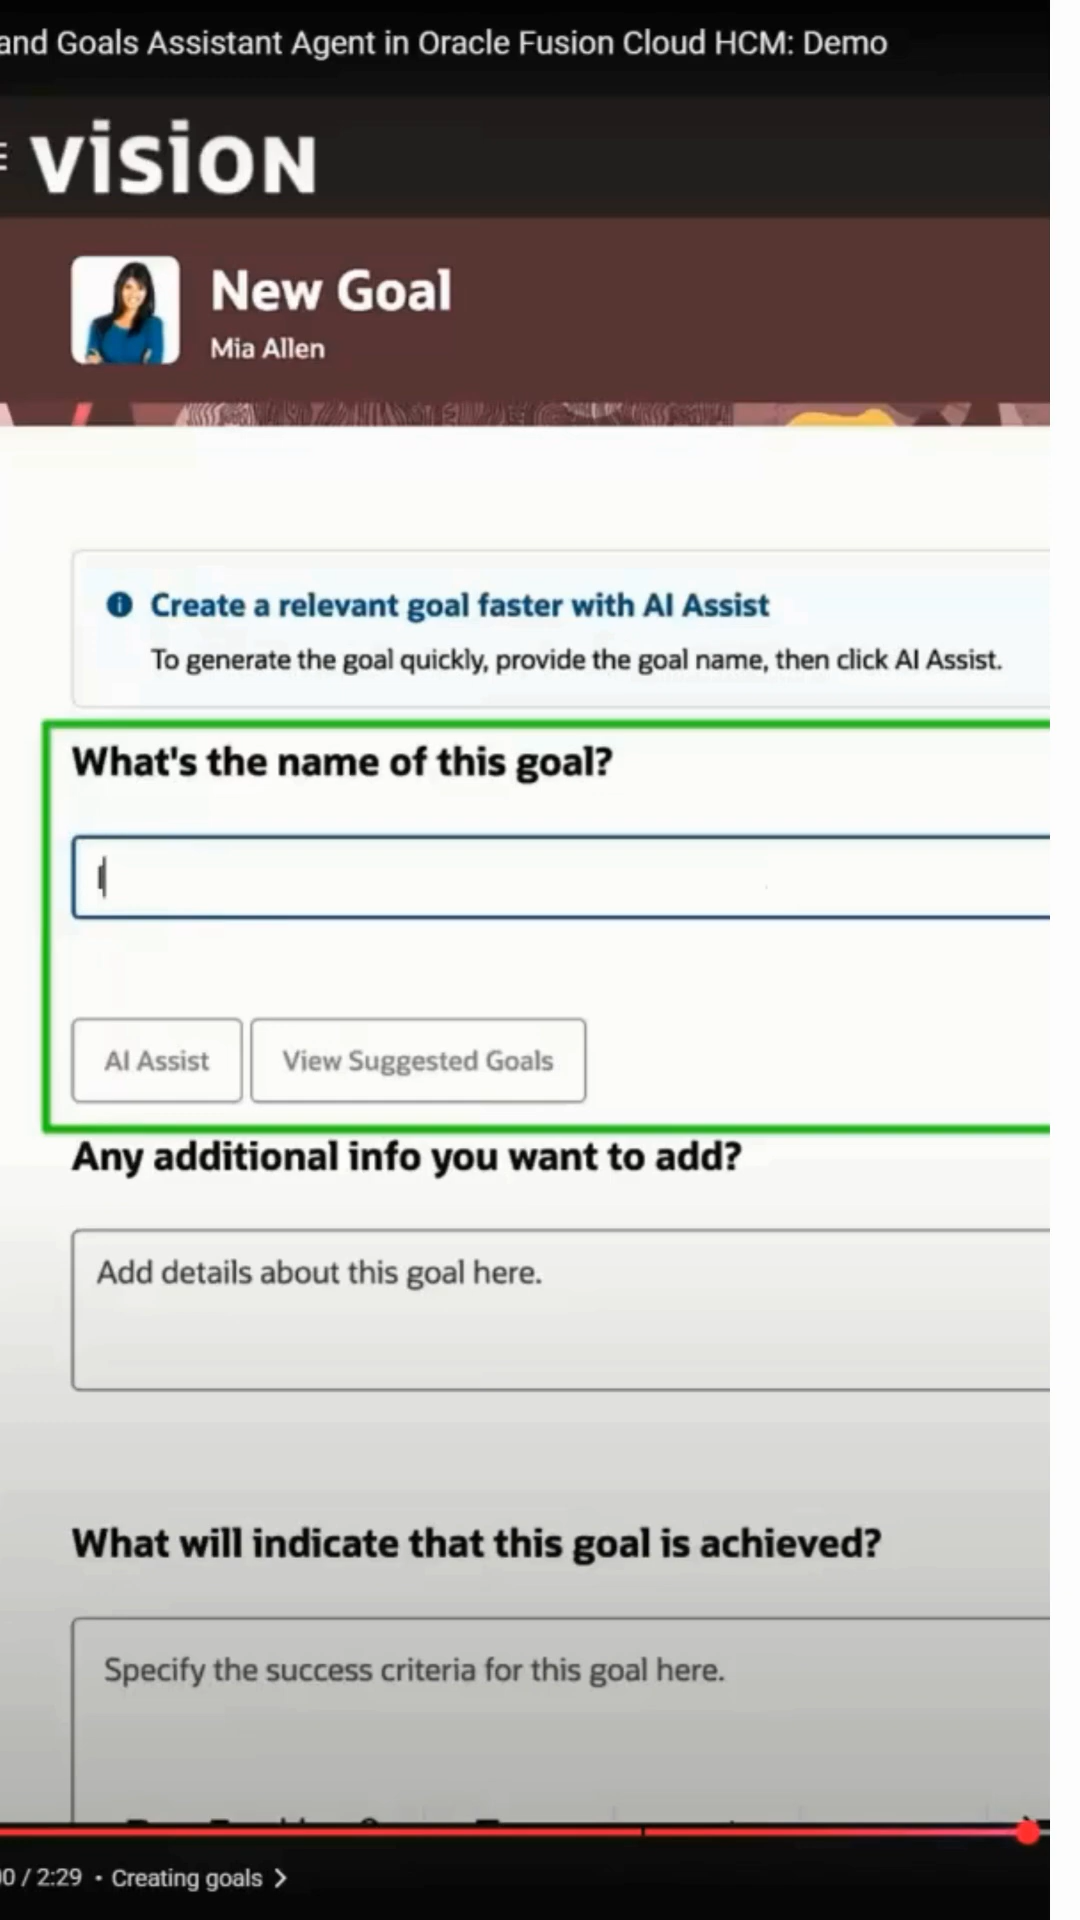 and Goals Assistant Agent in Oracle Fusion Cloud HCM: Demo
VISION
New Goal
Mia Allen
Create a relevant goal faster with AI Assist
To generate the goal quickly, provide the goal name, then click AI Assist.
What's the name of this goal?
AI Assist View Suggested Goals
Any additional info you want to add?
Add details about this goal here.
What will indicate that this goal is achieved?
Specify the success criteria for this goal here.
0 / 2:29 • Creating goals >